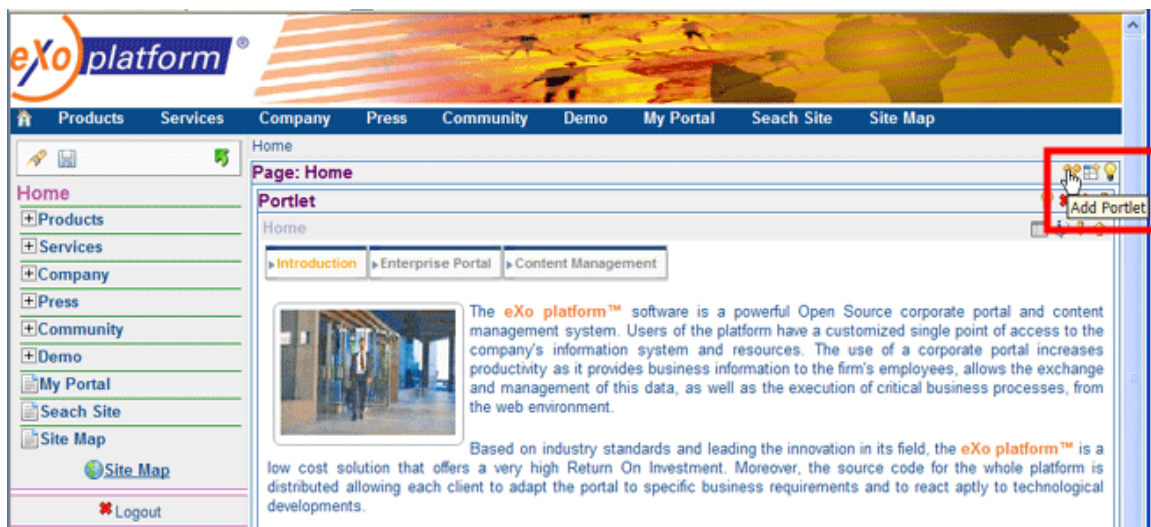 eXo platform ®
Products Services Company Press Community Demo My Portal Seach Site Site Map
Home
Page: Home
Add Portlet
Portlet
Home
Introduction Enterprise Portal Content Management
Home
Products
Services
Company
Press
Community
Demo
My Portal
Seach Site
Site Map
Site Map
Logout
The eXo platform™ software is a powerful Open Source corporate portal and content
management system. Users of the platform have a customized single point of access to the
company's information system and resources. The use of a corporate portal increases
productivity as it provides business information to the firm's employees, allows the exchange
and management of this data, as well as the execution of critical business processes, from
the web environment.
Based on industry standards and leading the innovation in its field, the eXo platform™ is a
low cost solution that offers a very high Return On Investment. Moreover, the source code for the whole platform is
distributed allowing each client to adapt the portal to specific business requirements and to react aptly to technological
developments.